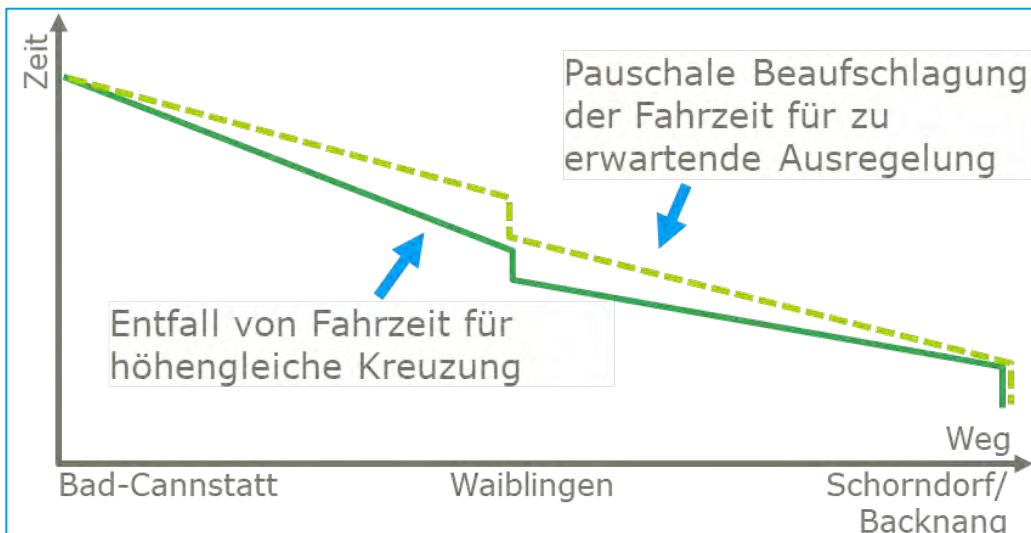 Zeit
Pauschale Beaufschlagung
der Fahrzeit für zu
erwartende Ausregelung
Entfall von Fahrzeit für
höhengleiche Kreuzung
Weg
Bad-Cannstatt
Waiblingen
Schorndorf/
Backnang